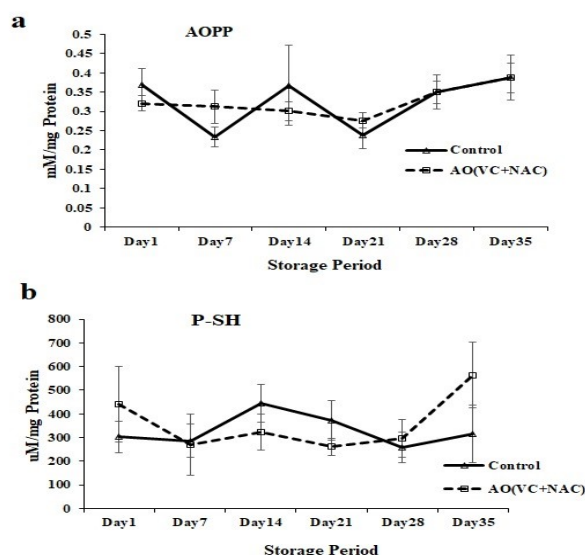 a
AOPP
0.5
0.45
0.4
0.35
0.3
0.25
0.2
0.15
0.1
0.05
0
mM/mg Protein
Control
AO(VC+NAC)
Day1 Day7 Day14 Day21 Day28 Day35
Storage Period
b
P-SH
800
700
600
500
400
300
200
100
0
uM/mg Protein
Control
AO(VC+NAC)
Day1 Day7 Day14 Day21 Day28 Day35
Storage Period